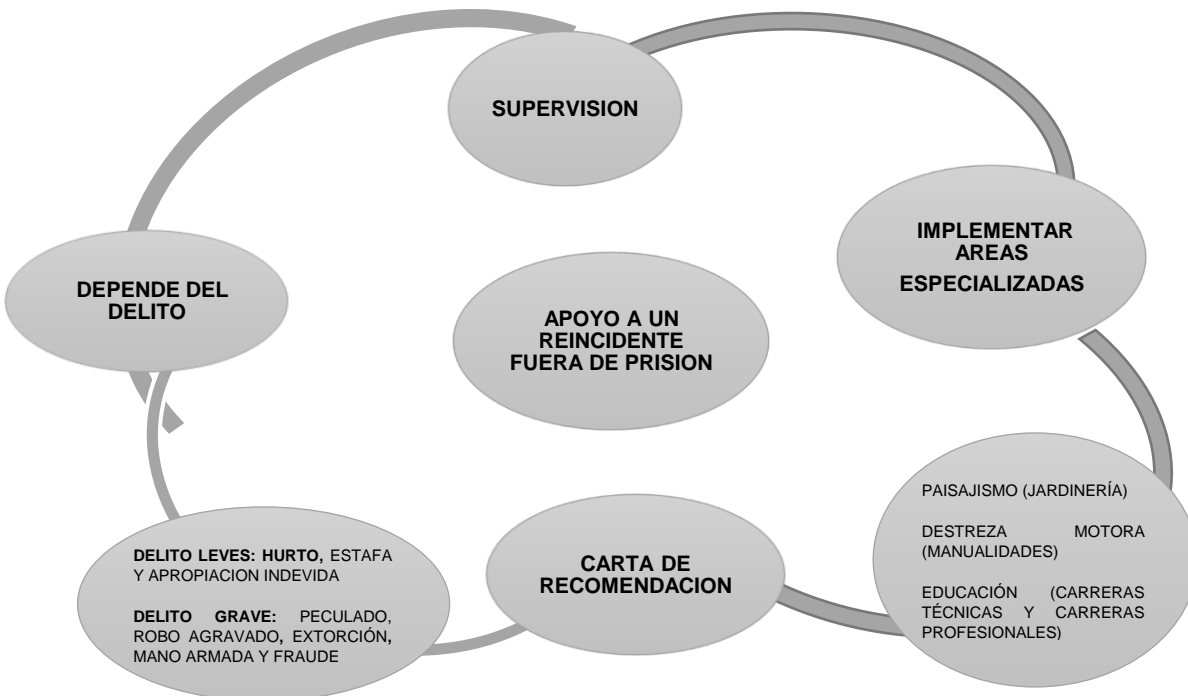 SUPERVISION
IMPLEMENTAR
AREAS
ESPECIALIZADAS
DEPENDE DEL
DELITO
APOYO A UN
REINCIDENTE
FUERA DE PRISION
PAISAJISMO (JARDINERÍA)
DESTREZA MOTORA
(MANUALIDADES)
EDUCACIÓN (CARRERAS
TÉCNICAS Y CARRERAS
PROFESIONALES)
CARTA DE
RECOMENDACION
DELITO LEVES: HURTO, ESTAFA
Y APROPIACION INDEVIDA
DELITO GRAVE: PECULADO,
ROBO AGRAVADO, EXTORCIÓN,
MANO ARMADA Y FRAUDE